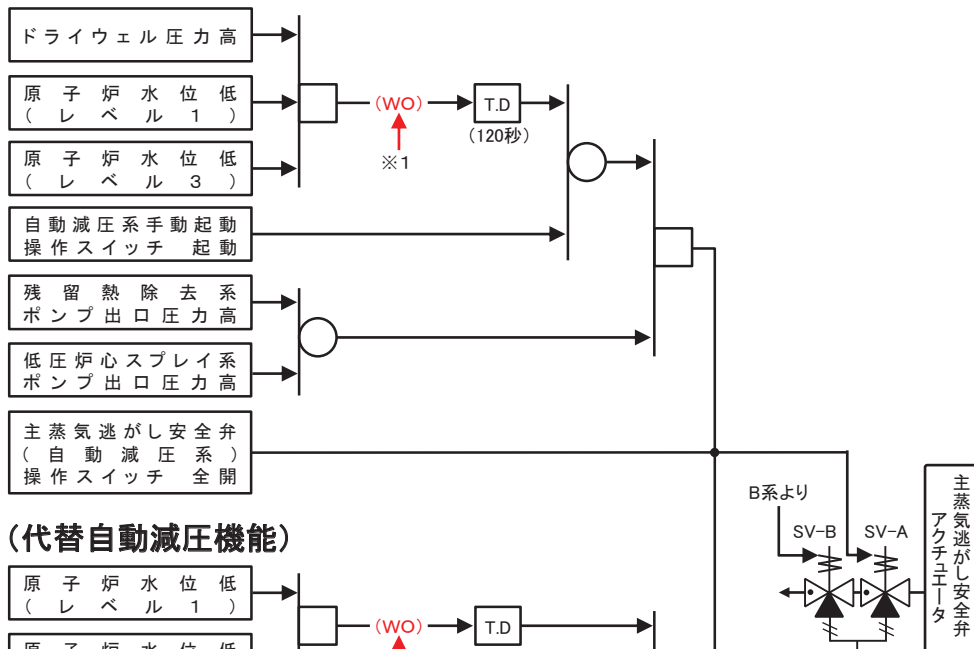 ドライウェル圧力高
原子炉水位低
(レベル1)
(WO)
T.D
(120秒)
※1
原子炉水位低
(レベル3)
自動減圧系手動起動
操作スイッチ 起動
残留熱除去系
ポンプ出口圧力高
低圧炉心スプレイ系
ポンプ出口圧力高
主蒸気逃がし安全弁
(自動減圧系)
操作スイッチ 全開
B系より
SV-B
SV-A
主蒸気逃がし安全弁
アクチュエータ
(代替自動減圧機能)
原子炉水位低
(レベル1)
(WO)
T.D
原子炉水位低